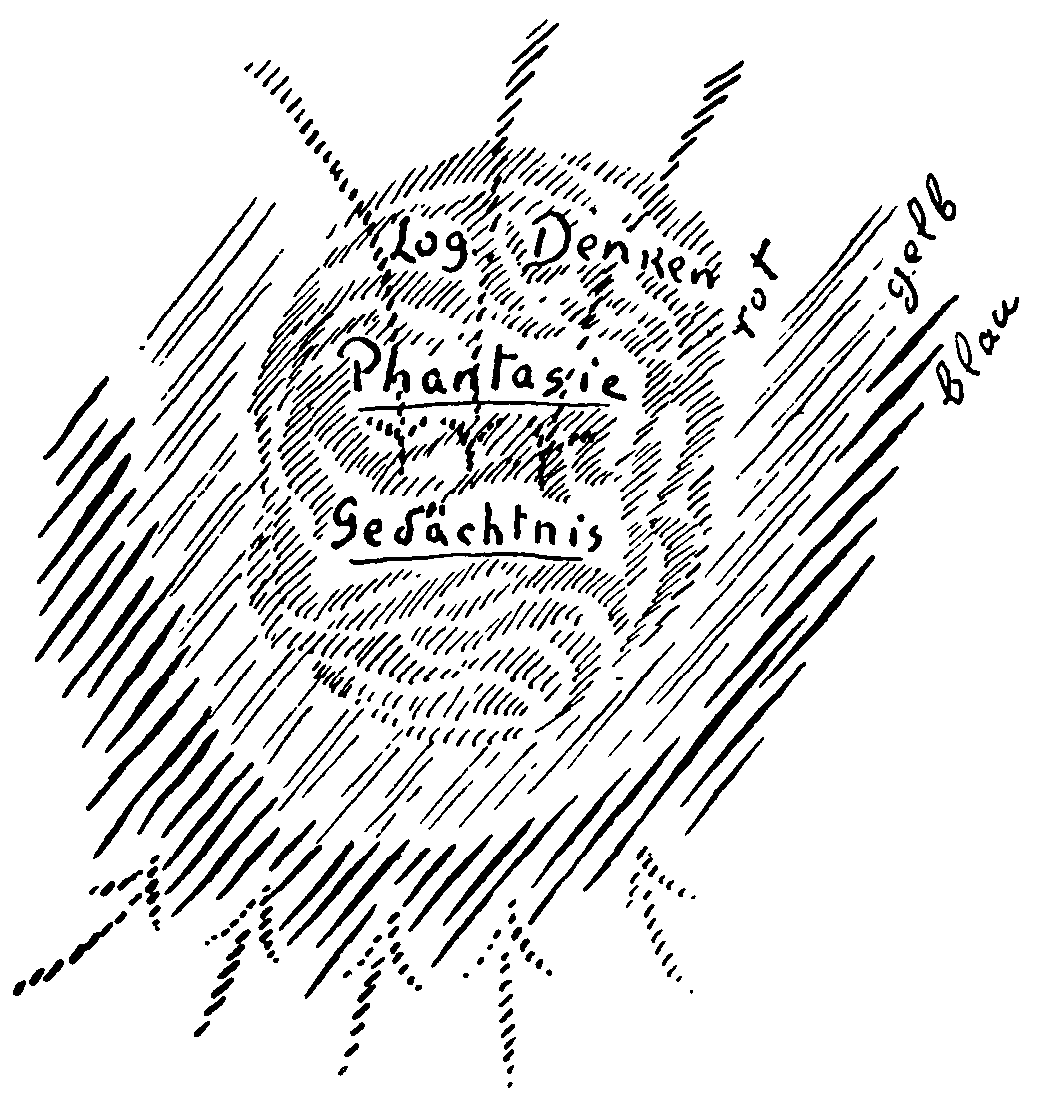 Log. Denken
Phantasie
Gedächtnis
rot
gelb
blau